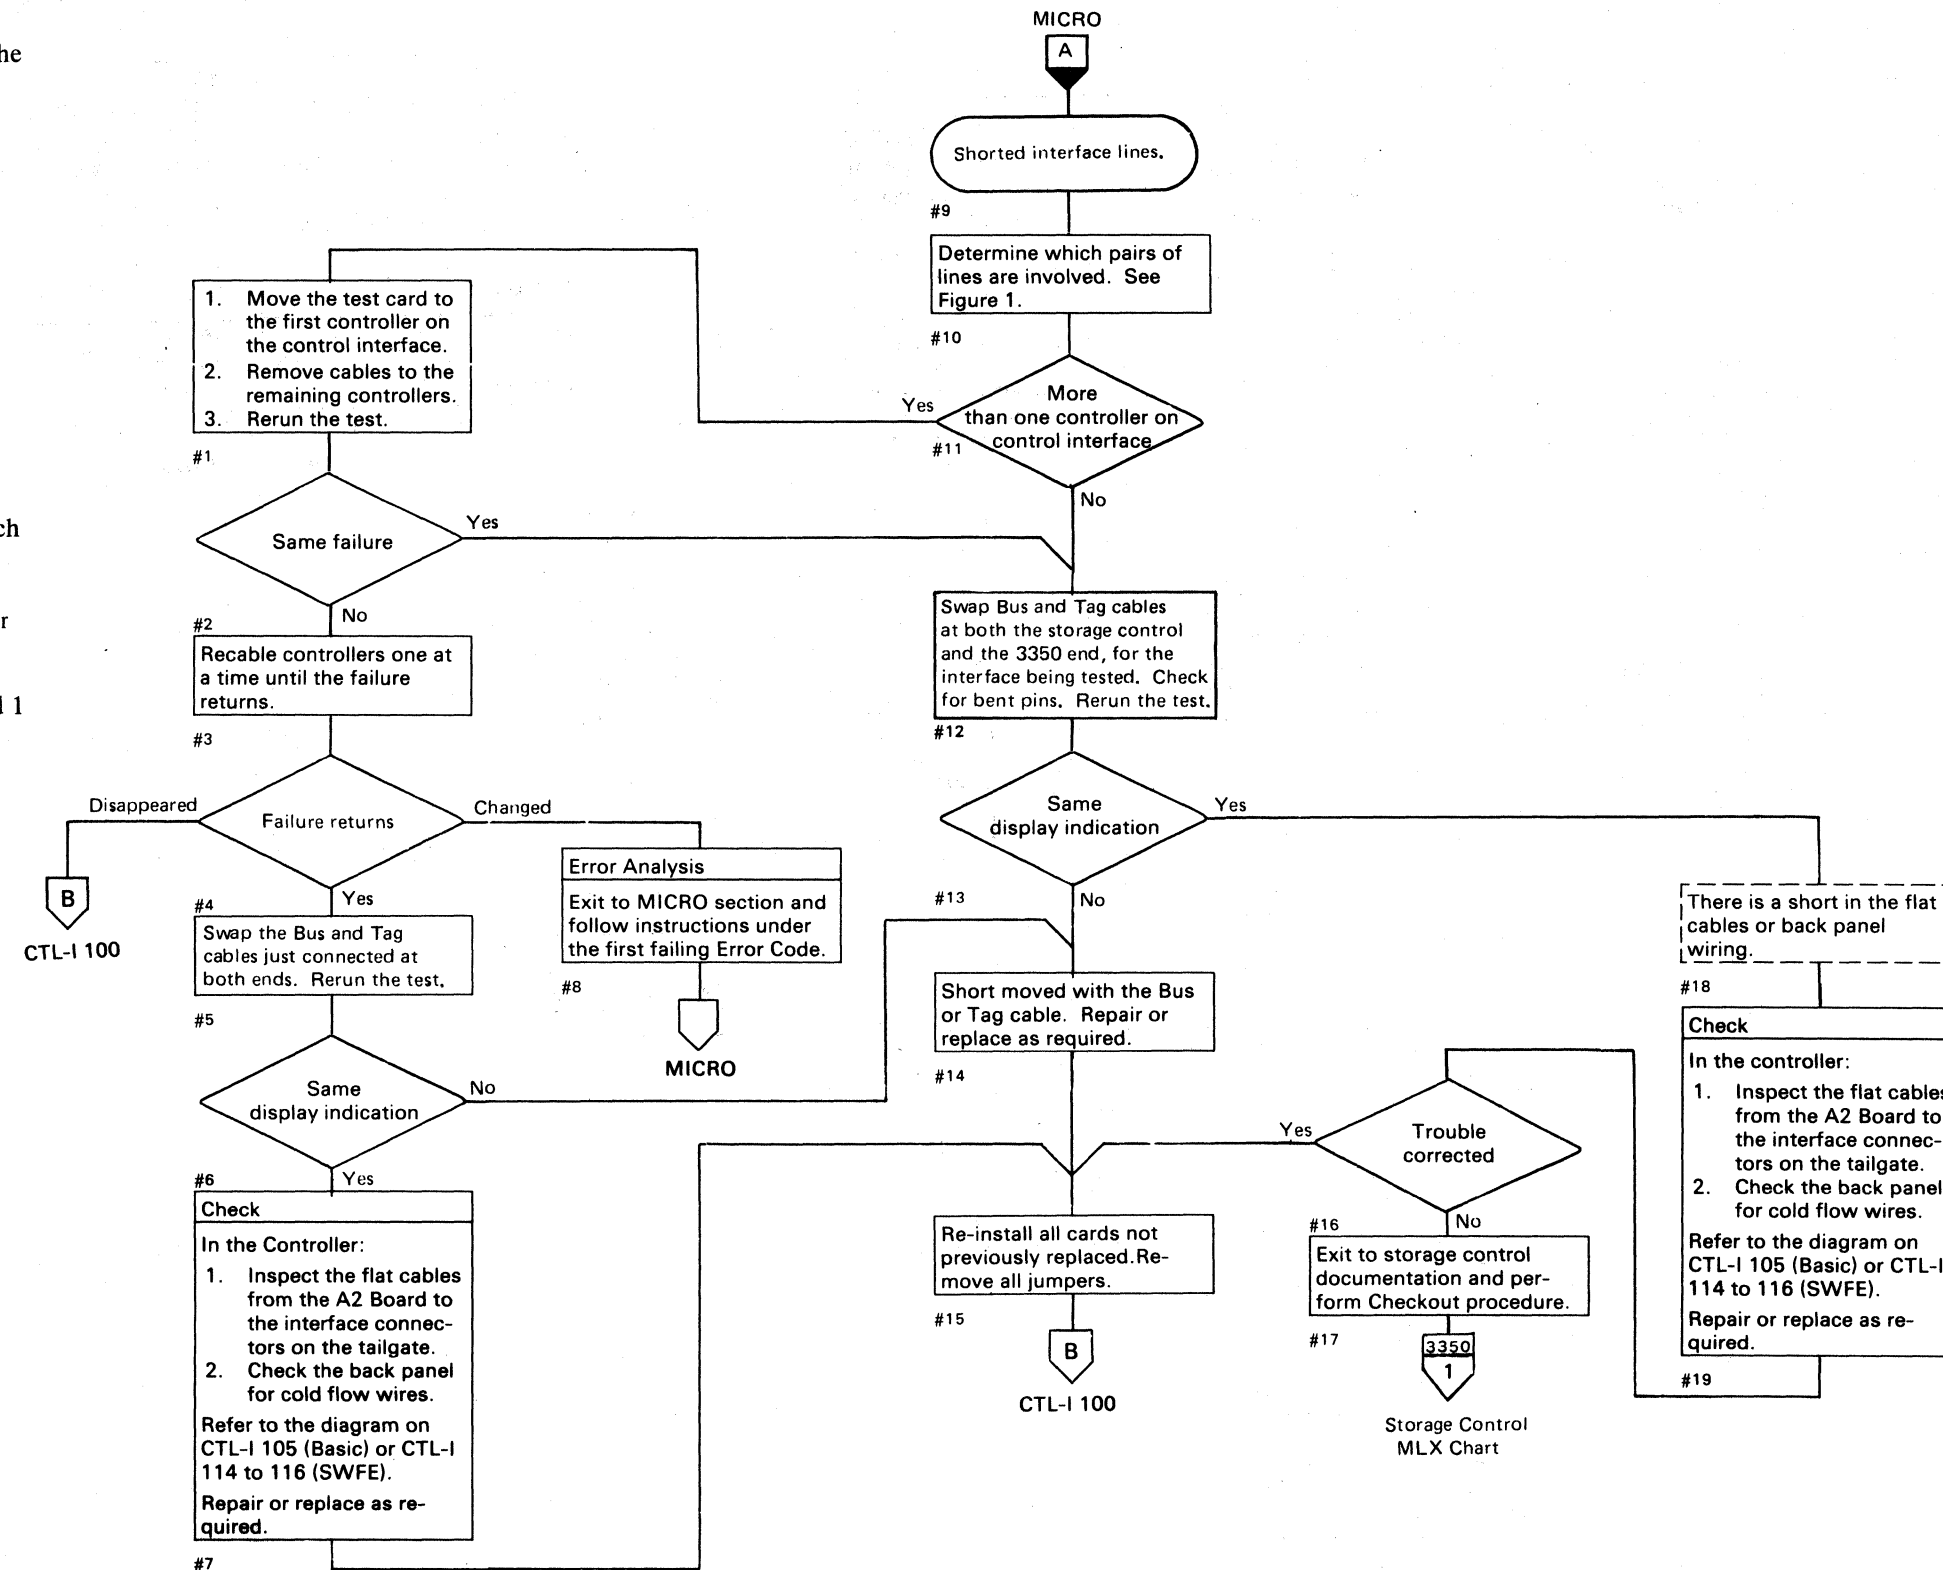 he
ch
r
d 1
MICRO
A
Shorted interface lines.
#9
Determine which pairs of
lines are involved. See
Figure 1.
#10
More
than one controller on
control interface
Yes
#11
No
1. Move the test card to
the first controller on
the control interface.
2. Remove cables to the
remaining controllers.
3. Rerun the test.
#1
Same failure
Yes
No
#2
Recable controllers one at
a time until the failure
returns.
#3
Failure returns
Disappeared
Changed
B
CTL-I 100
Error Analysis
Exit to MICRO section and
follow instructions under
the first failing Error Code.
#8
MICRO
Yes
#4
Swap the Bus and Tag
cables just connected at
both ends. Rerun the test.
#5
Same
display indication
No
Yes
#6
Check
In the Controller:
1. Inspect the flat cables
from the A2 Board to
the interface connec-
tors on the tailgate.
2. Check the back panel
for cold flow wires.
Refer to the diagram on
CTL-I 105 (Basic) or CTL-I
114 to 116 (SWFE).
Repair or replace as re-
quired.
#7
Swap Bus and Tag cables
at both the storage control
and the 3350 end, for the
interface being tested. Check
for bent pins. Rerun the test.
#12
Same
display indication
Yes
No
#13
Short moved with the Bus
or Tag cable. Repair or
replace as required.
#14
Re-install all cards not
previously replaced.Re-
move all jumpers.
#15
B
CTL-I 100
Trouble
corrected
Yes
No
#16
Exit to storage control
documentation and per-
form Checkout procedure.
#17
3350
1
Storage Control
MLX Chart
There is a short in the flat
cables or back panel
wiring.
#18
Check
In the controller:
1. Inspect the flat cables
from the A2 Board to
the interface connec-
tors on the tailgate.
2. Check the back panel
for cold flow wires.
Refer to the diagram on
CTL-I 105 (Basic) or CTL-I
114 to 116 (SWFE).
Repair or replace as re-
quired.
#19